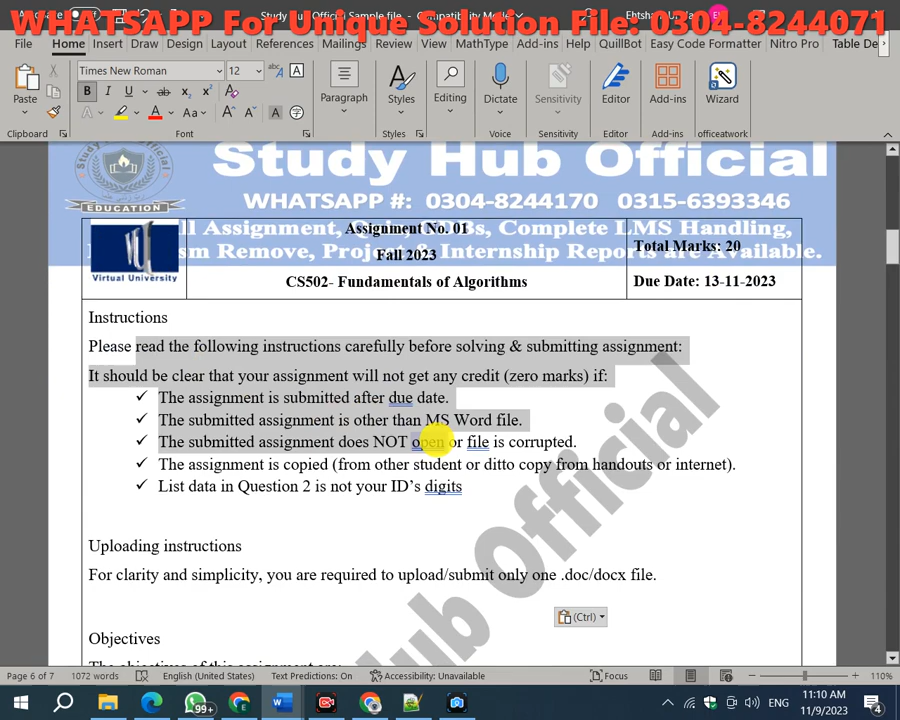 WHATSAPP For Unique Solution File: 0304-8244071
File Home Insert Draw Design Layout References Mailings Review View MathType Add-ins Help QuillBot Easy Code Formatter Nitro Pro Table De
Times New Roman 12
Paste Paragraph Styles Editing Dictate Sensitivity Editor Add-ins Wizard
Clipboard Font Styles Voice Sensitivity Editor Add-ins officeatwork
Study Hub Official
EDUCATION
WHATSAPP #: 0304-8244170 0315-6393346
Assignment No. 01
Fall 2023
CS502- Fundamentals of Algorithms
Total Marks: 20
Due Date: 13-11-2023
Virtual University
Instructions
Please read the following instructions carefully before solving & submitting assignment:
It should be clear that your assignment will not get any credit (zero marks) if:
✓ The assignment is submitted after due date.
✓ The submitted assignment is other than MS Word file.
✓ The submitted assignment does NOT open or file is corrupted.
✓ The assignment is copied (from other student or ditto copy from handouts or internet).
✓ List data in Question 2 is not your ID’s digits
Uploading instructions
For clarity and simplicity, you are required to upload/submit only one .doc/docx file.
(Ctrl)
Objectives
Page 6 of 7 1072 words English (United States) Text Predictions: On Accessibility: Unavailable Focus 110%
99+
ENG
11:10 AM
11/9/2023
4